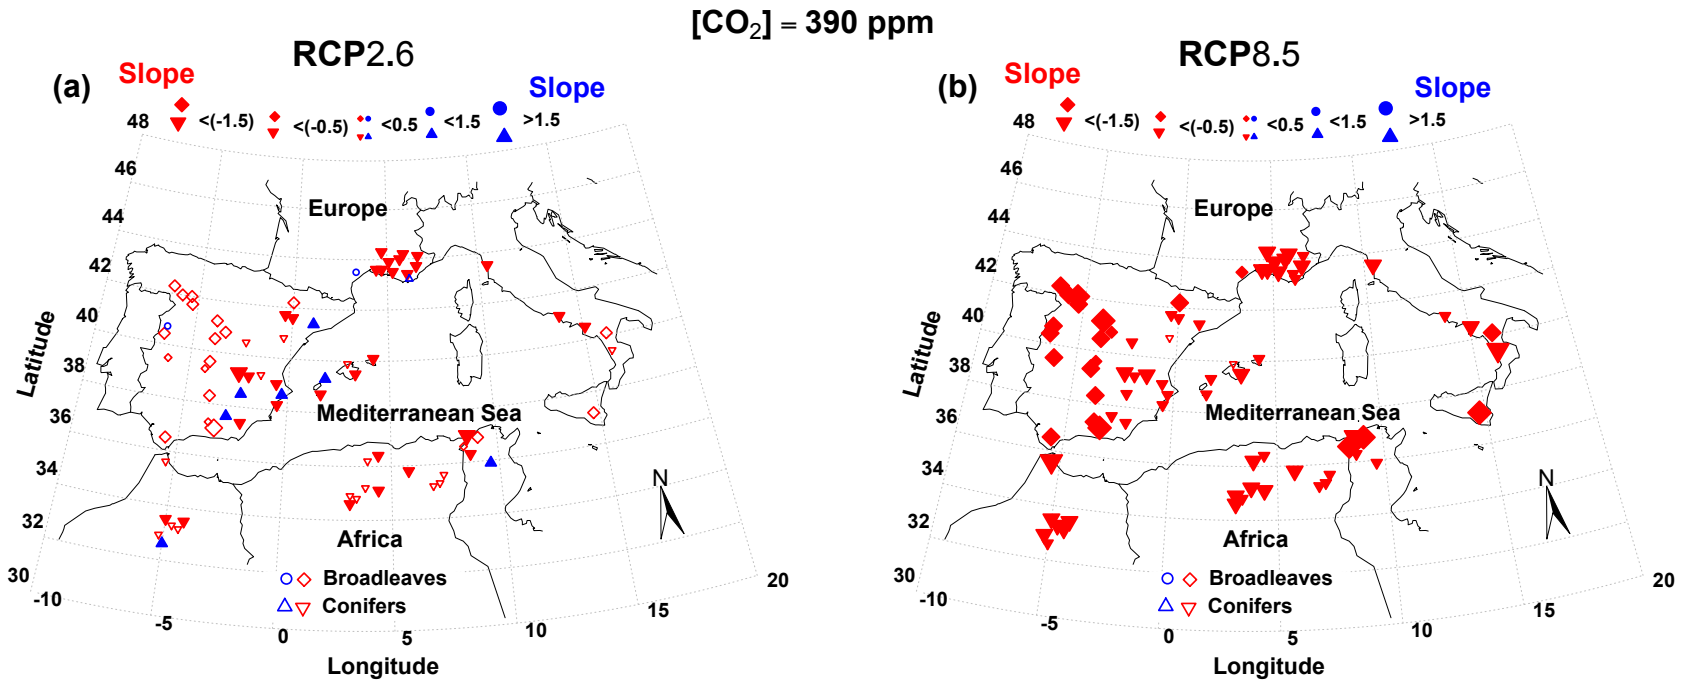 [CO₂] = 390 ppm
RCP2.6
(a) Slope Slope
<(-1.5) <(-0.5) <0.5 <1.5 >1.5
48
46
44
42
40
38
36
34
32
30
Latitude
Europe
Mediterranean Sea
Africa
N
Broadleaves
Conifers
-10 -5 0 5 10 15 20
Longitude
RCP8.5
(b) Slope Slope
<(-1.5) <(-0.5) <0.5 <1.5 >1.5
48
46
44
42
40
38
36
34
32
30
Latitude
Europe
Mediterranean Sea
Africa
N
Broadleaves
Conifers
-10 -5 0 5 10 15 20
Longitude